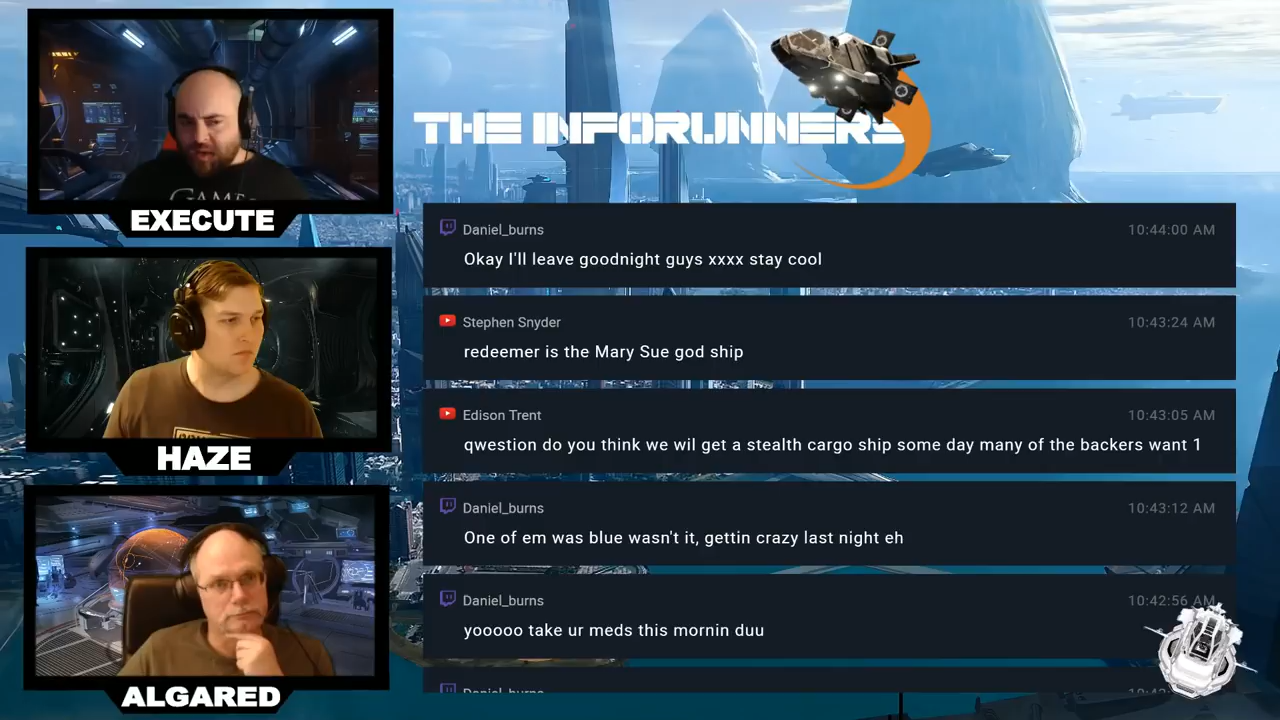 THE INFORUNNERS
GAME
EXECUTE
HAZE
ALGARED
Daniel_burns 10:44:00 AM
Okay I'll leave goodnight guys xxxx stay cool
Stephen Snyder 10:43:24 AM
redeemer is the Mary Sue god ship
Edison Trent 10:43:05 AM
qwestion do you think we wil get a stealth cargo ship some day many of the backers want 1
Daniel_burns 10:43:12 AM
One of em was blue wasn't it, gettin crazy last night eh
Daniel_burns 10:42:56 AM
yooooo take ur meds this mornin duu
Daniel_burns